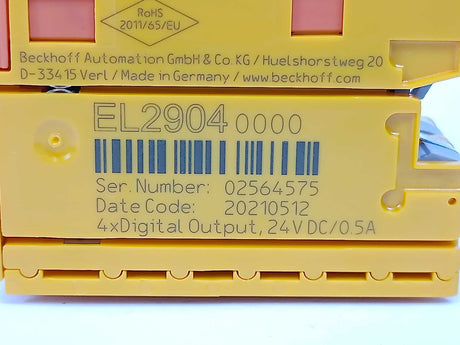 RoHS
2011/65/EU
Beckhoff Automation GmbH & Co. KG / Huelshorstweg 20
D-33415 Verl / Made in Germany / www.beckhoff.com
EL2904 0000
Ser. Number: 02564575
Date Code: 20210512
4xDigital Output, 24V DC/0.5A